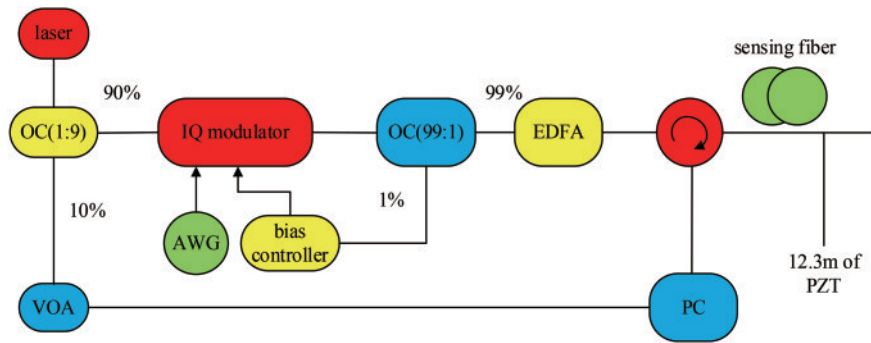 laser
sensing fiber
90%
99%
OC(1:9)
IQ modulator
OC(99:1)
EDFA
10%
1%
AWG
bias
controller
12.3m of
PZT
VOA
PC